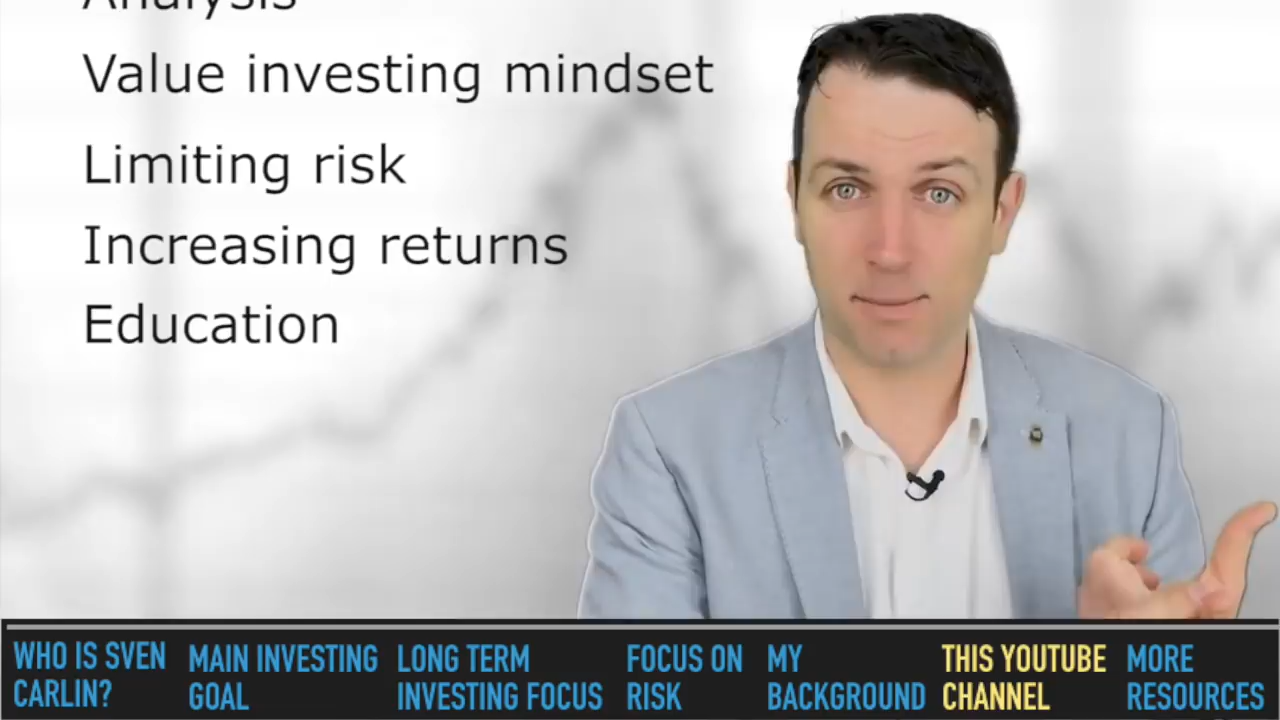 Analysis
Value investing mindset
Limiting risk
Increasing returns
Education
WHO IS SVEN
CARLIN?
MAIN INVESTING
GOAL
LONG TERM
INVESTING FOCUS
FOCUS ON
RISK
MY
BACKGROUND
THIS YOUTUBE
CHANNEL
MORE
RESOURCES